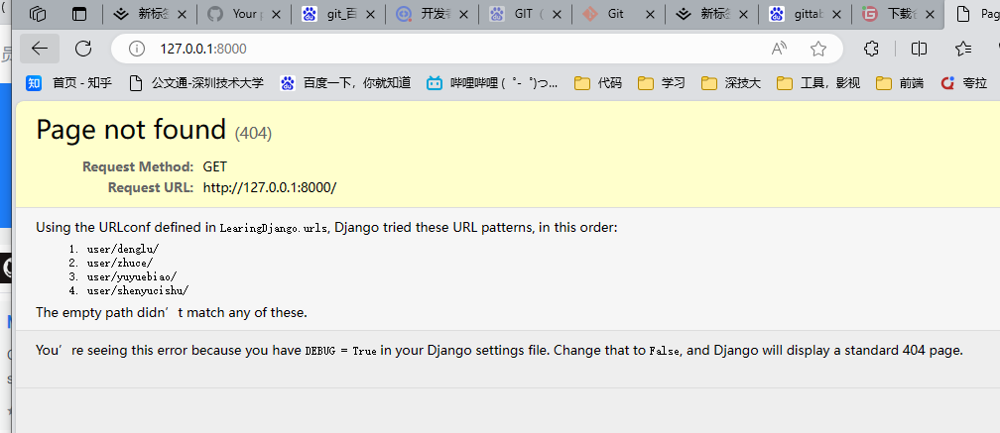 新标签
Your p
git_百
开发者
GIT (
Git
新标签
gittab
下载
Pag
127.0.0.1:8000
首页 - 知乎
公文通-深圳技术大学
百度一下，你就知道
哔哩哔哩 (゜-゜)つ...
代码
学习
深技大
工具，影视
前端
夸拉
Page not found (404)
Request Method: GET
Request URL: http://127.0.0.1:8000/
Using the URLconf defined in LearingDjango.urls, Django tried these URL patterns, in this order:
1. user/denglu/
2. user/zhuce/
3. user/yuyuebiao/
4. user/shenyucishu/
The empty path didn't match any of these.
You're seeing this error because you have DEBUG = True in your Django settings file. Change that to False, and Django will display a standard 404 page.